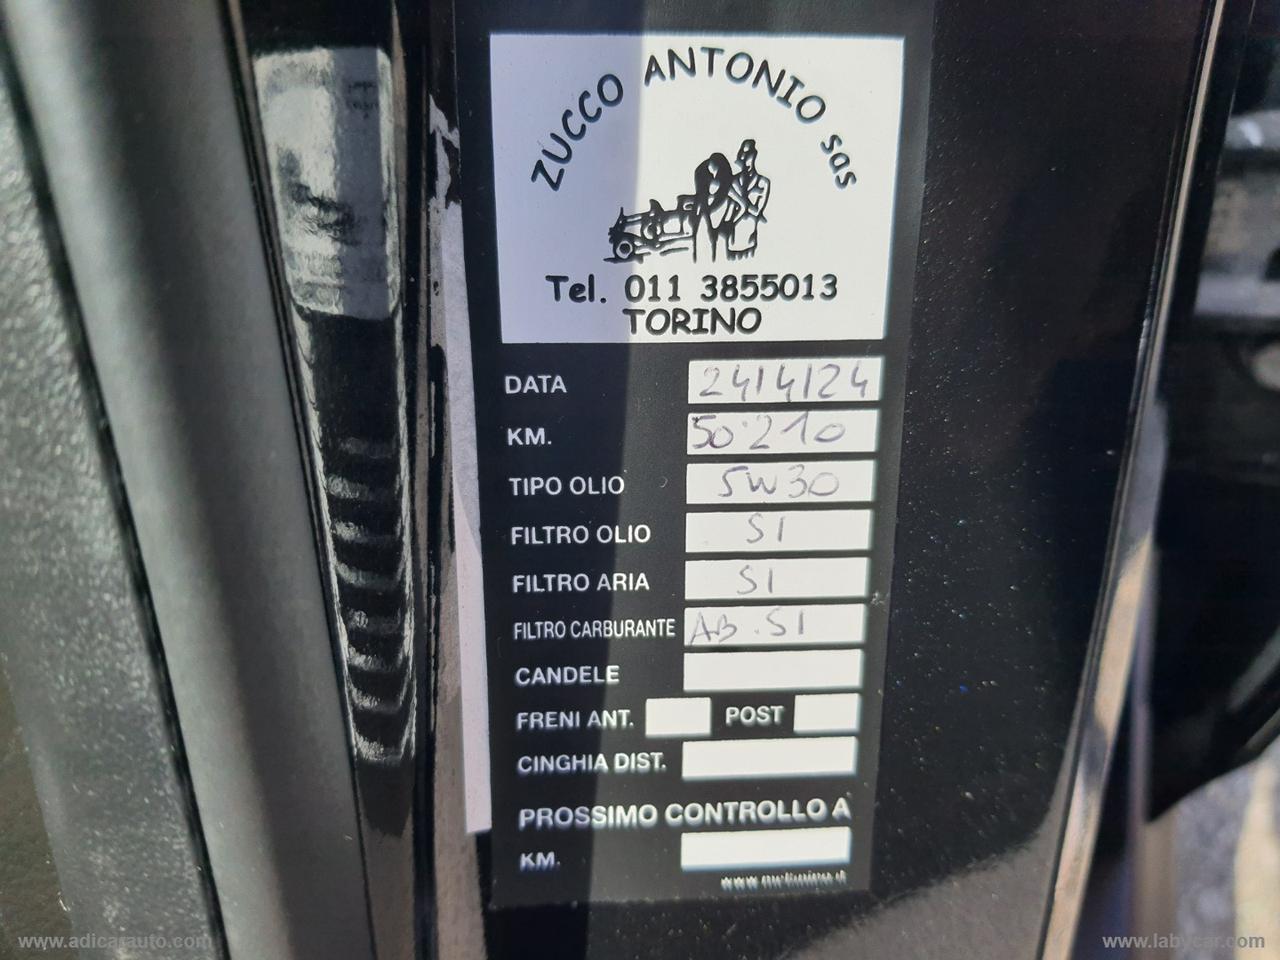 ZUCCO ANTONIO sas
Tel. 011 3855013
TORINO
DATA 24/4/24
KM. 50.210
TIPO OLIO 5W30
FILTRO OLIO SI
FILTRO ARIA SI
FILTRO CARBURANTE AB.SI
CANDELE
FRENI ANT. POST
CINGHIA DIST.
PROSSIMO CONTROLLO A
KM.
www.adicarauto.com
www.labycar.com